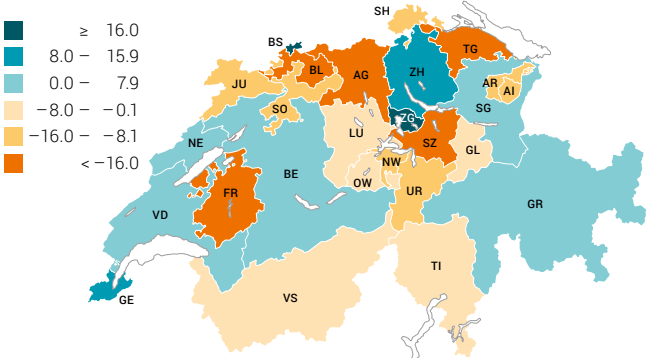 ≥ 16.0
8.0 – 15.9
0.0 – 7.9
−8.0 – −0.1
−16.0 – −8.1
< −16.0
SH
BS
TG
BL
ZH
JU
AG
AR
AI
SO
SG
ZG
LU
NE
SZ
GL
NW
BE
OW
FR
UR
GR
VD
TI
GE
VS